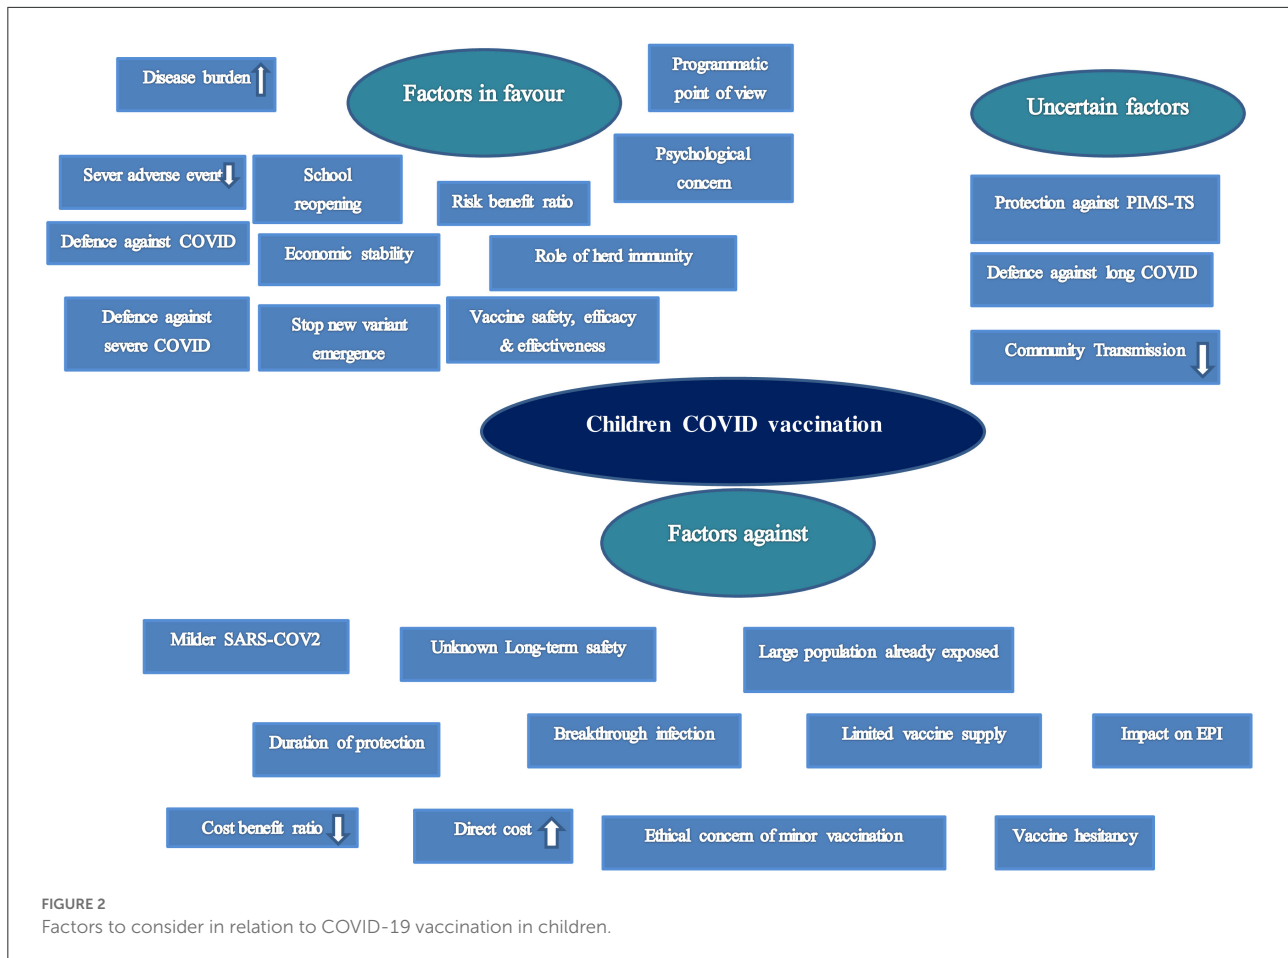 Disease burden
Factors in favour
Programmatic
point of view
Uncertain factors
Psychological
concern
Sever adverse event
School
reopening
Risk benefit ratio
Protection against PIMS-TS
Defence against COVID
Economic stability
Role of herd immunity
Defence against long COVID
Defence against
severe COVID
Stop new variant
emergence
Vaccine safety, efficacy
& effectiveness
Community Transmission
Children COVID vaccination
Factors against
Milder SARS-COV2
Unknown Long-term safety
Large population already exposed
Duration of protection
Breakthrough infection
Limited vaccine supply
Impact on EPI
Cost benefit ratio
Direct cost
Ethical concern of minor vaccination
Vaccine hesitancy
FIGURE 2
Factors to consider in relation to COVID-19 vaccination in children.